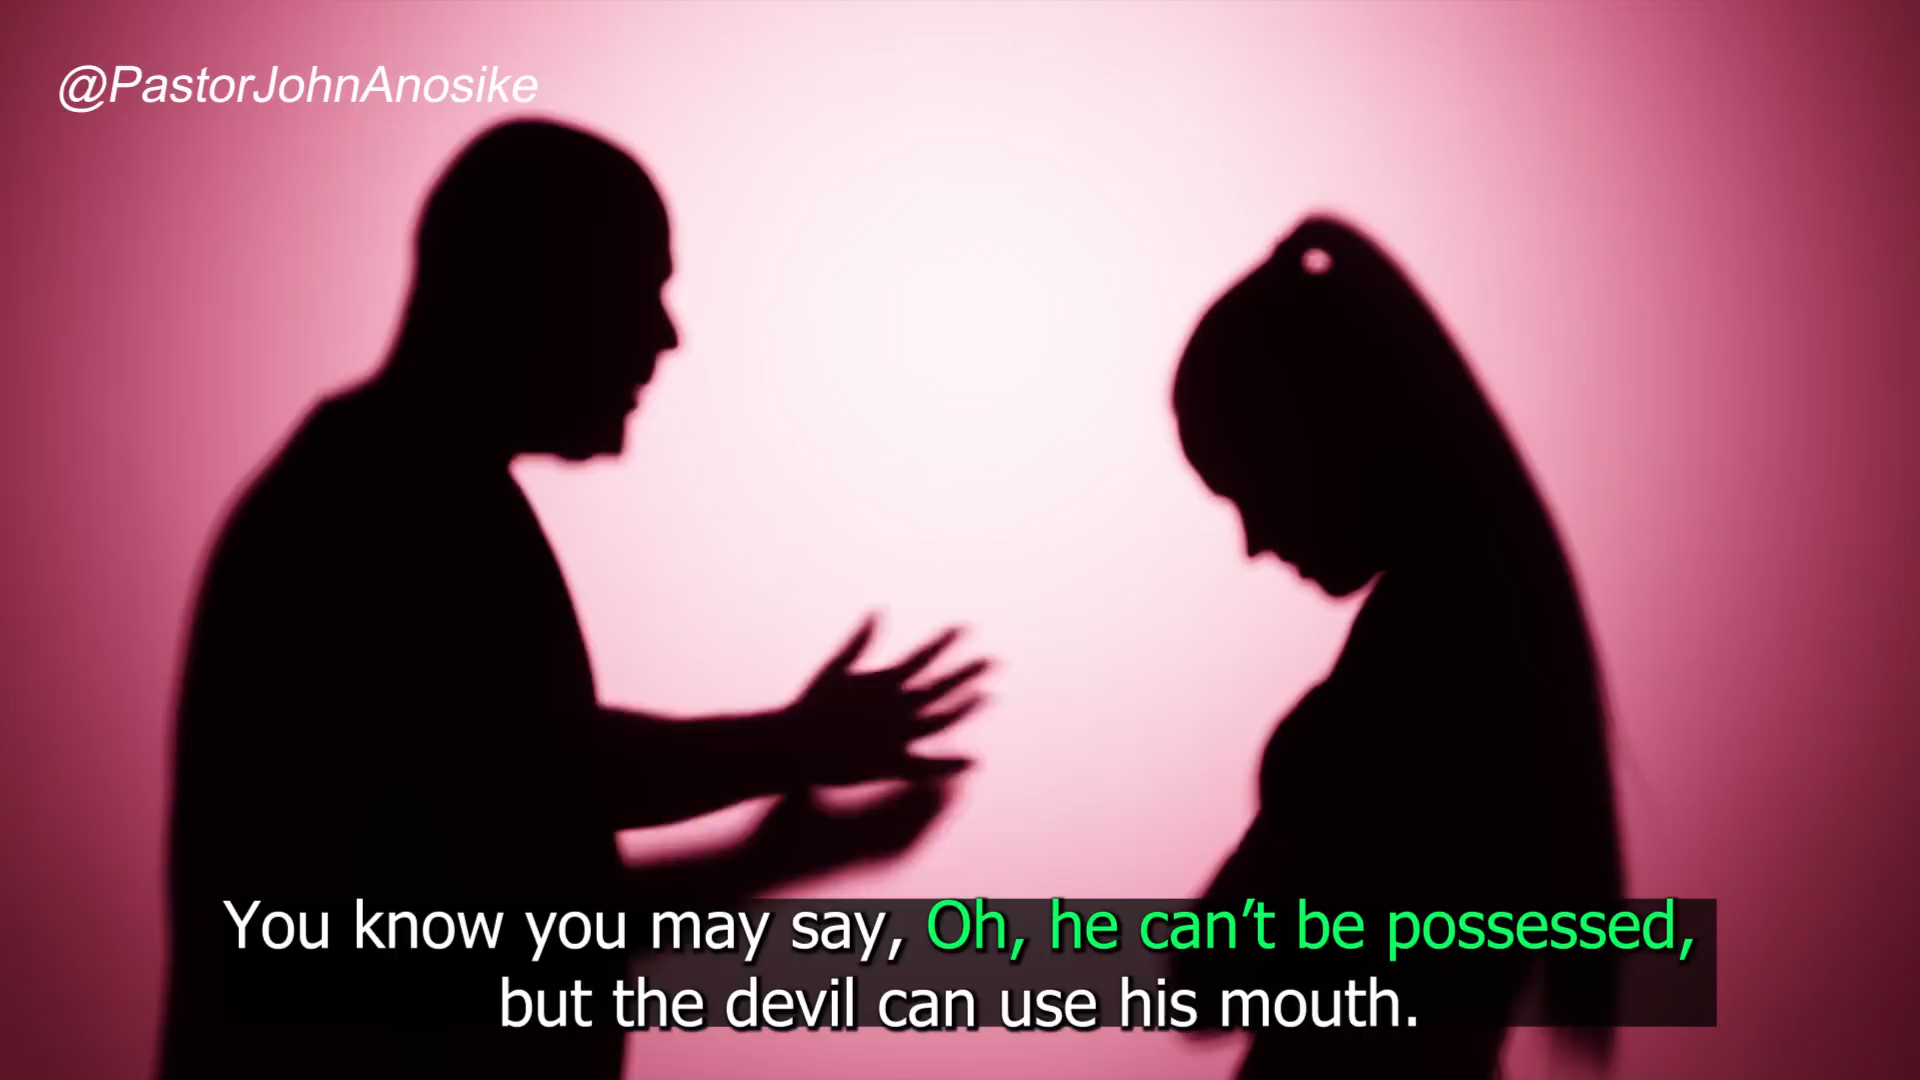 @PastorJohnAnosike
You know you may say, Oh, he can’t be possessed,
but the devil can use his mouth.